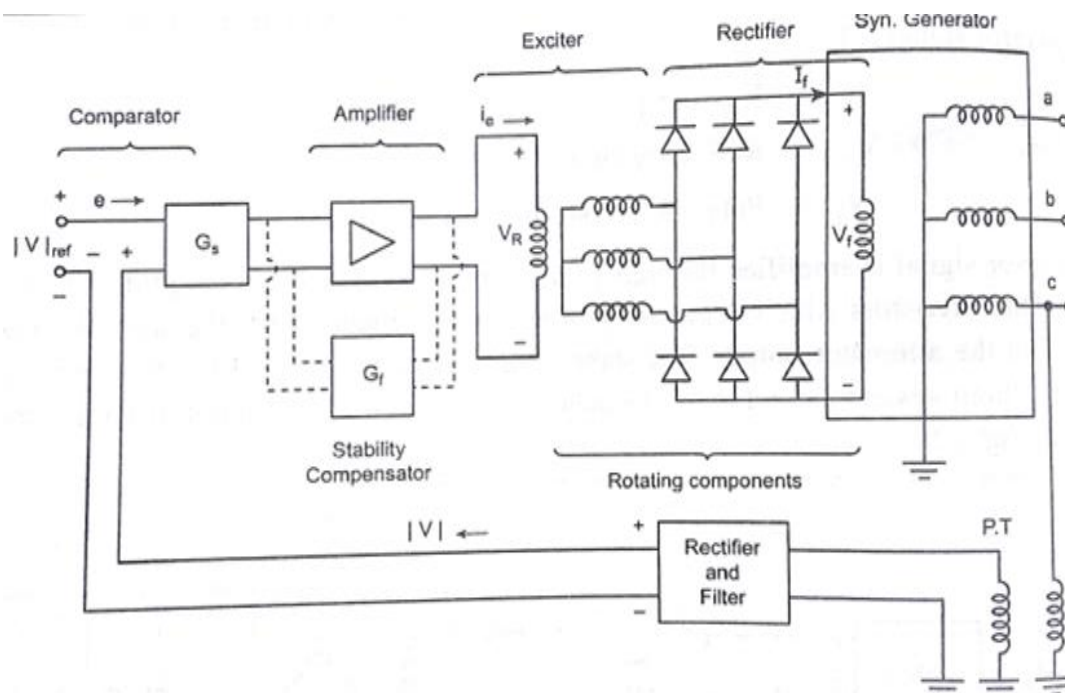 Syn. Generator
Exciter
Rectifier
Comparator
Amplifier
i_e →
I_f
a
+
+
+
e →
b
|V|ref
−
+
G_s
V_R
V_f
c
−
−
−
G_f
Stability
Compensator
Rotating components
|V| ←
+
Rectifier
and
Filter
−
P.T